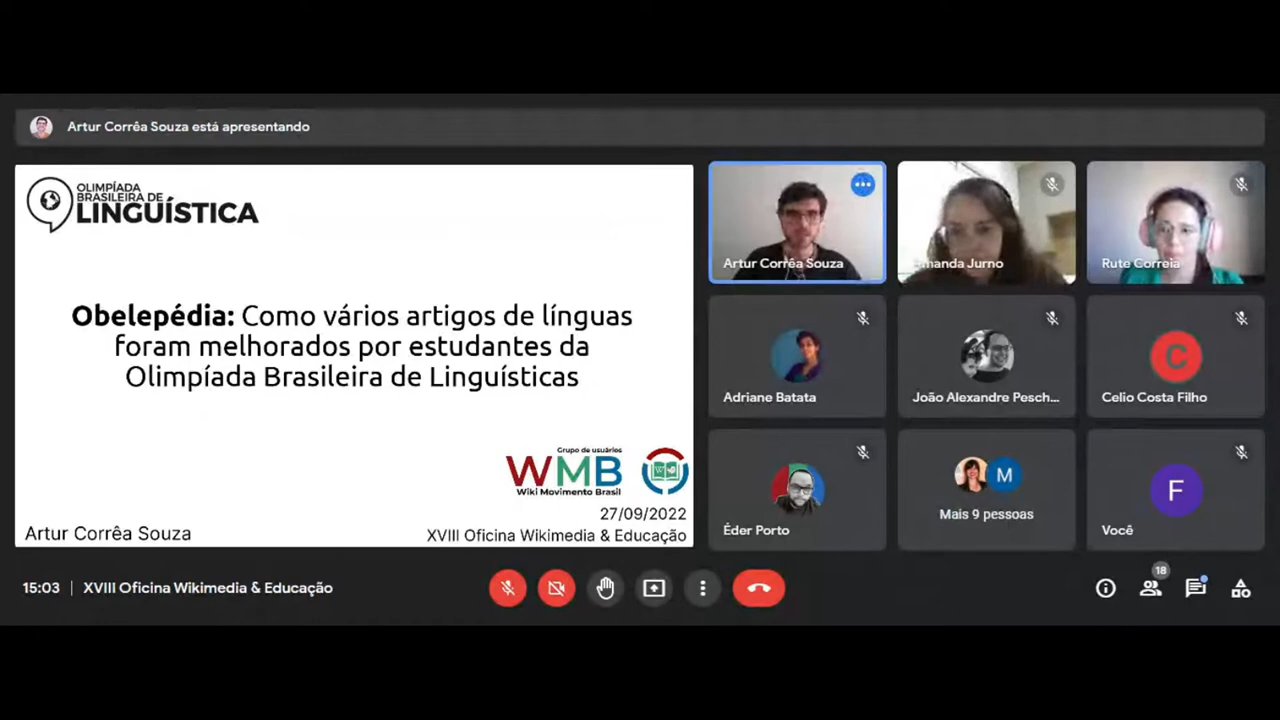 Artur Corrêa Souza está apresentando
OLIMPÍADA
BRASILEIRA DE
LINGUÍSTICA
Obelepédia: Como vários artigos de línguas
foram melhorados por estudantes da
Olimpíada Brasileira de Linguísticas
Grupo de usuários
WMB
Wiki Movimento Brasil
27/09/2022
Artur Corrêa Souza
XVIII Oficina Wikimedia & Educação
Artur Corrêa Souza
manda Jurno
Rute Correia
Adriane Batata
João Alexandre Pesch...
C
Celio Costa Filho
Éder Porto
M
Mais 9 pessoas
F
Você
15:03 | XVIII Oficina Wikimedia & Educação
18